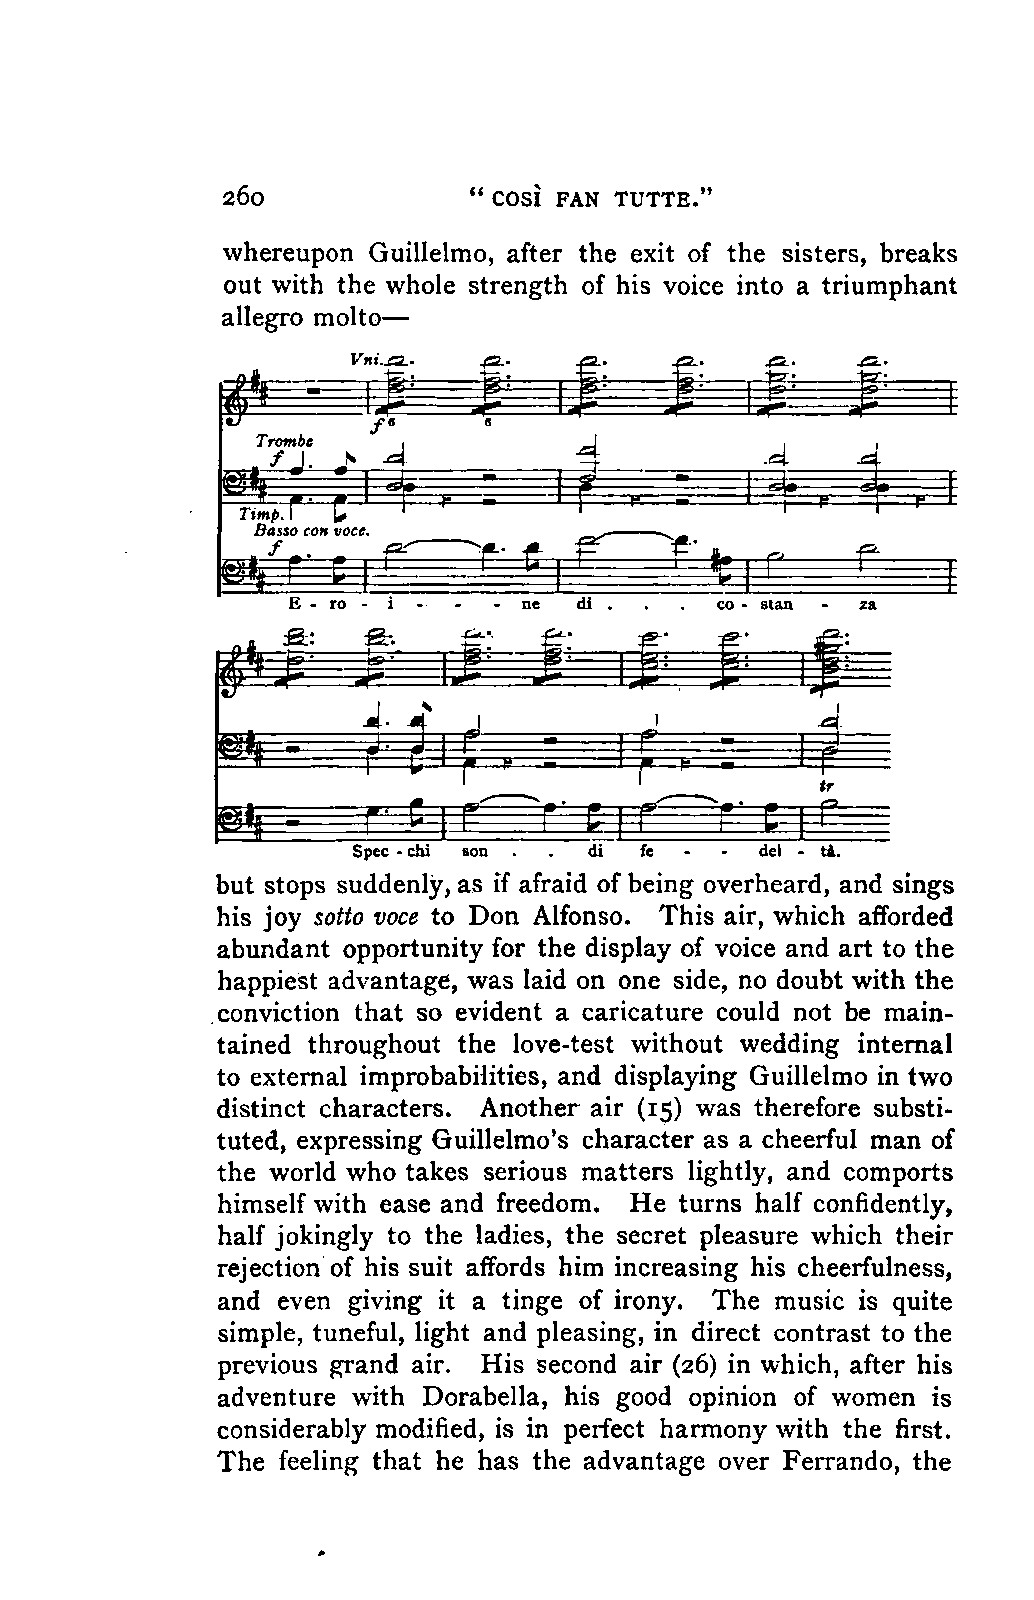 260 “COSÌ FAN TUTTE.”
whereupon Guillelmo, after the exit of the sisters, breaks
out with the whole strength of his voice into a triumphant
allegro molto—
Vni.
f 6 6
Trombe
f
Timp.
Basso con voce.
f
E - ro - i - - - ne di . . . co - stan - za
tr
Spec - chi son . . di fe - - del - tà.
but stops suddenly, as if afraid of being overheard, and sings
his joy sotto voce to Don Alfonso. This air, which afforded
abundant opportunity for the display of voice and art to the
happiest advantage, was laid on one side, no doubt with the
conviction that so evident a caricature could not be main-
tained throughout the love-test without wedding internal
to external improbabilities, and displaying Guillelmo in two
distinct characters. Another air (15) was therefore substi-
tuted, expressing Guillelmo’s character as a cheerful man of
the world who takes serious matters lightly, and comports
himself with ease and freedom. He turns half confidently,
half jokingly to the ladies, the secret pleasure which their
rejection of his suit affords him increasing his cheerfulness,
and even giving it a tinge of irony. The music is quite
simple, tuneful, light and pleasing, in direct contrast to the
previous grand air. His second air (26) in which, after his
adventure with Dorabella, his good opinion of women is
considerably modified, is in perfect harmony with the first.
The feeling that he has the advantage over Ferrando, the